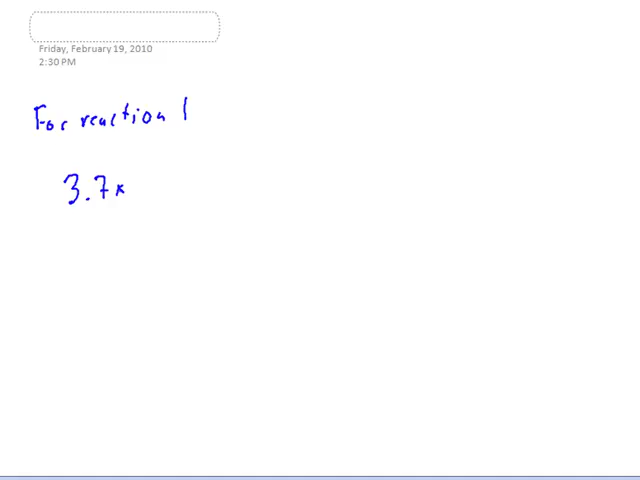 Friday, February 19, 2010
2:30 PM
For reaction 1
3.7x